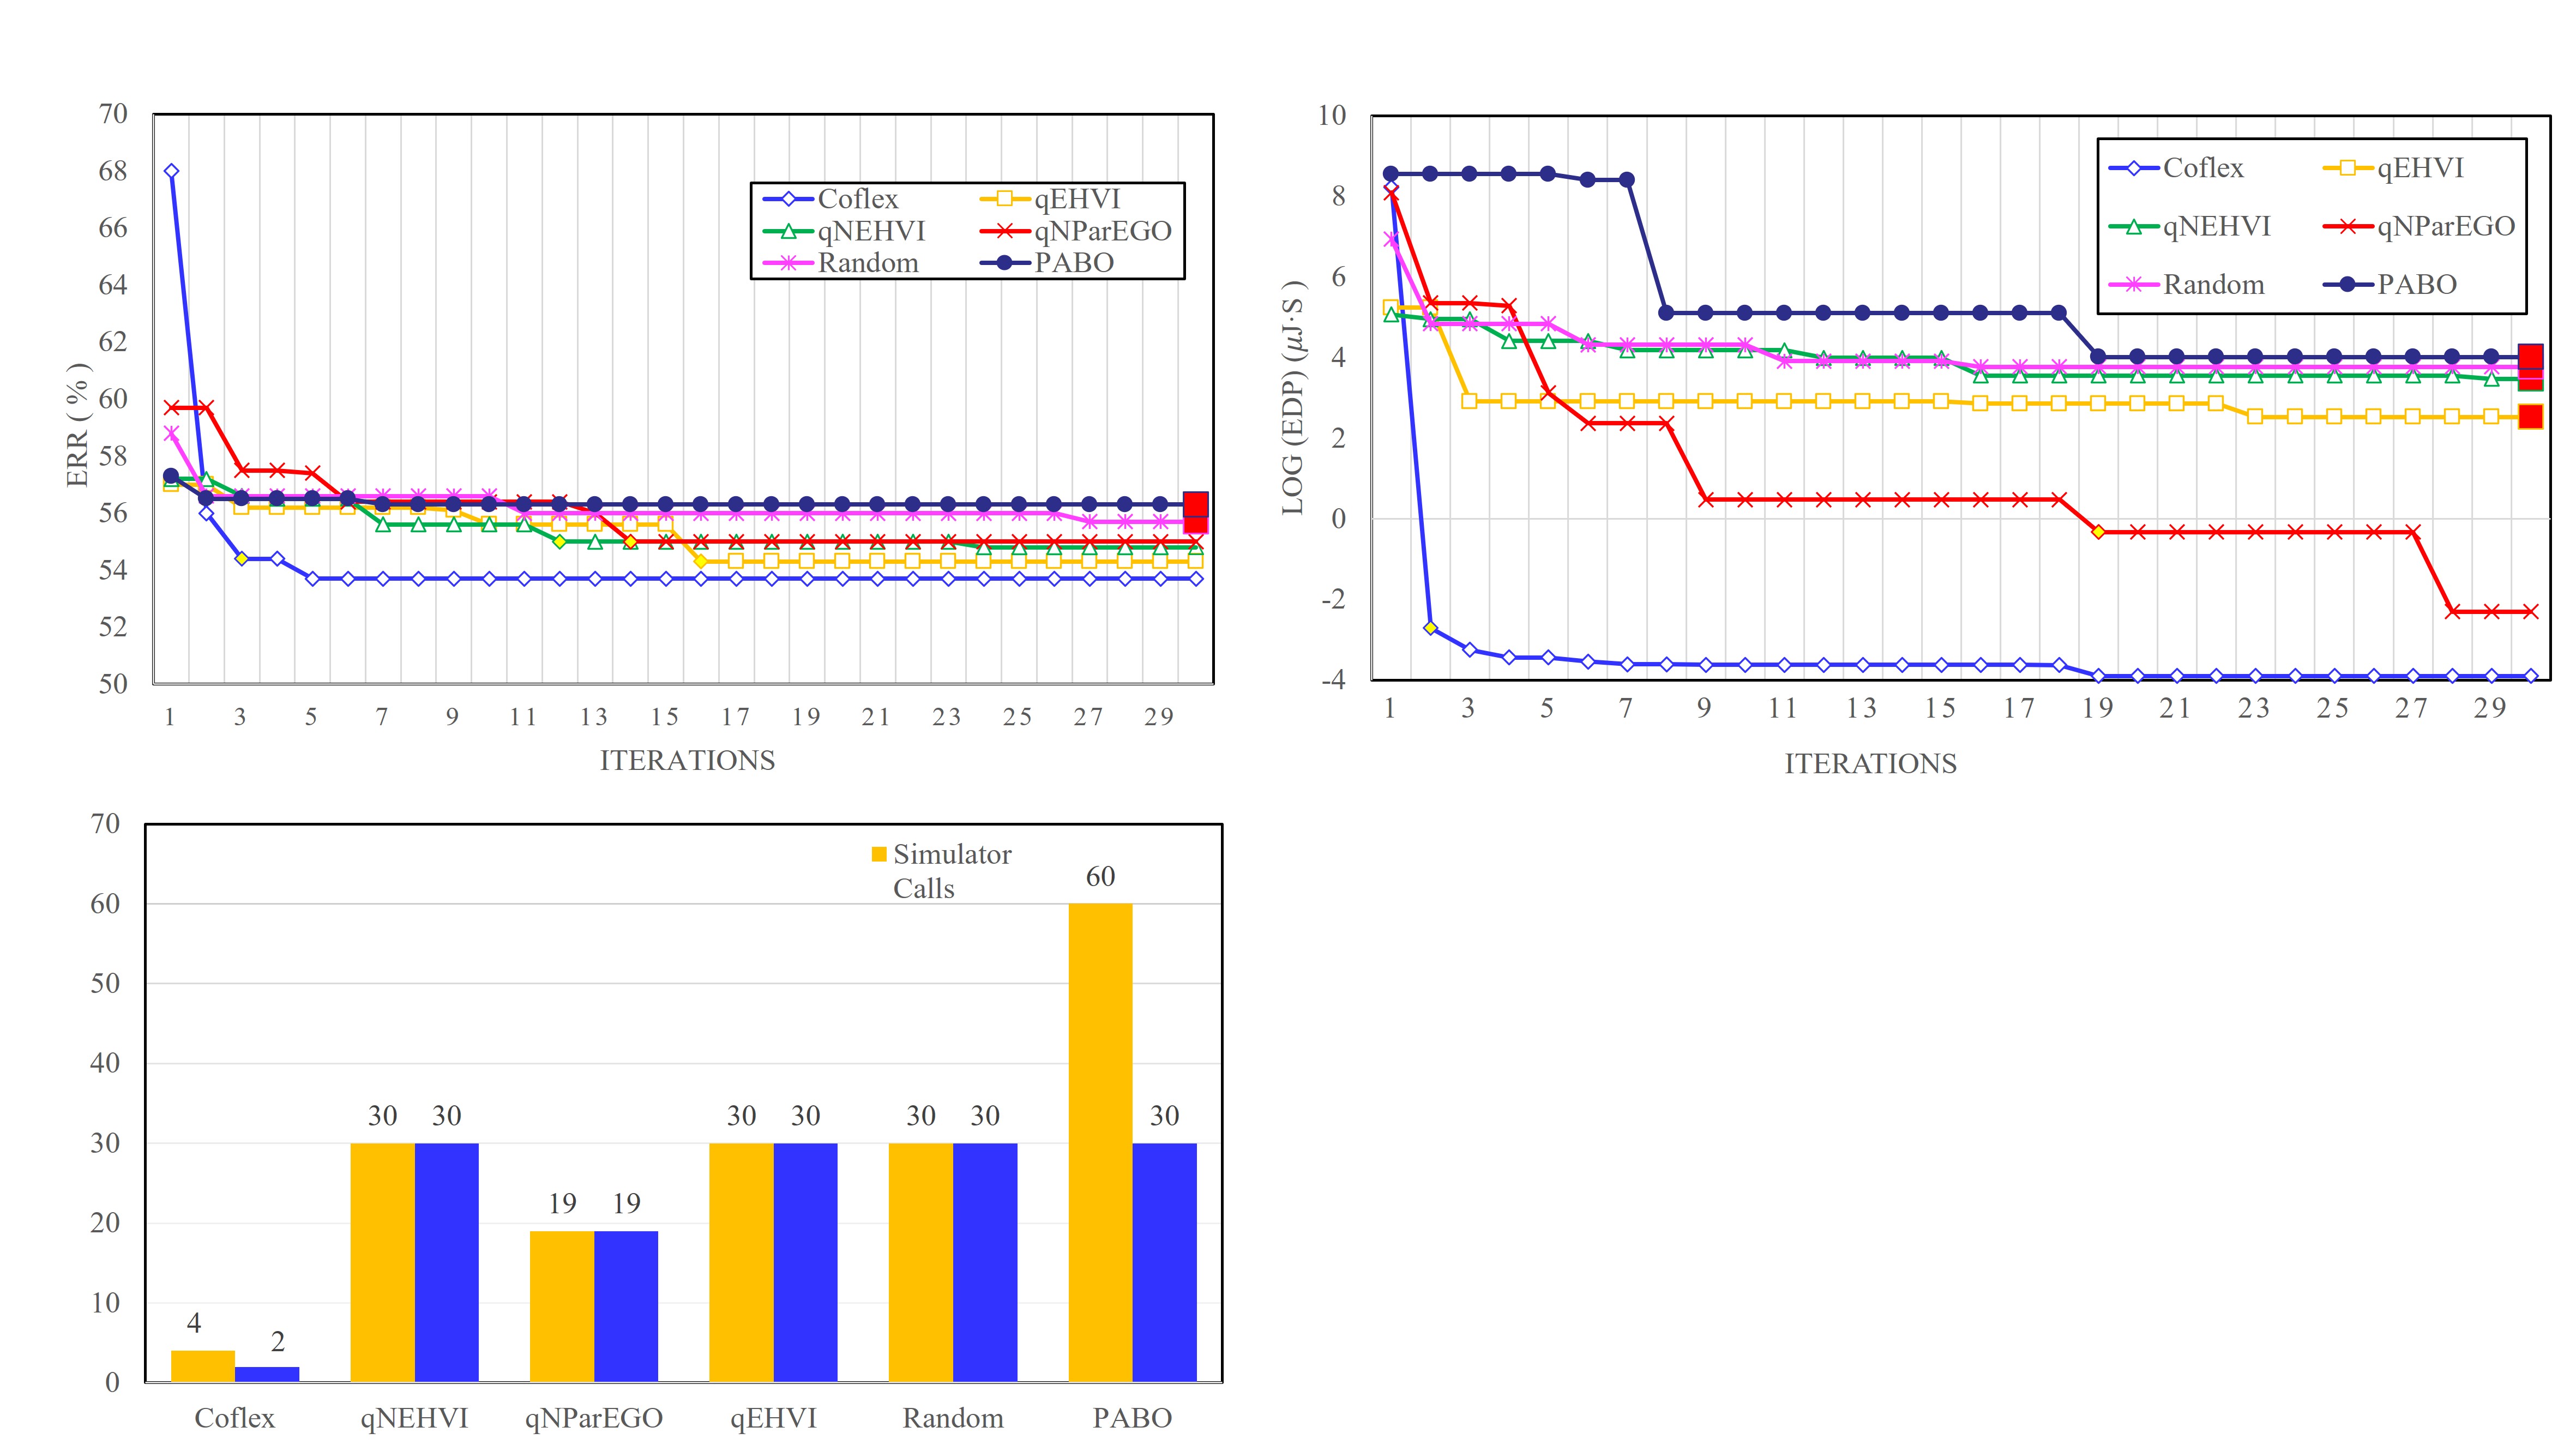 70
68
66
64
62
60
58
56
54
52
50
ERR ( % )
Coflex qEHVI
qNEHVI qNParEGO
Random PABO
1 3 5 7 9 11 13 15 17 19 21 23 25 27 29
ITERATIONS
10
8
6
4
2
0
-2
-4
LOG (EDP) (μJ·S )
Coflex qEHVI
qNEHVI qNParEGO
Random PABO
1 3 5 7 9 11 13 15 17 19 21 23 25 27 29
ITERATIONS
70
60
50
40
30
20
10
0
Simulator
Calls
4 2 30 30 19 19 30 30 30 30 60 30
Coflex qNEHVI qNParEGO qEHVI Random PABO